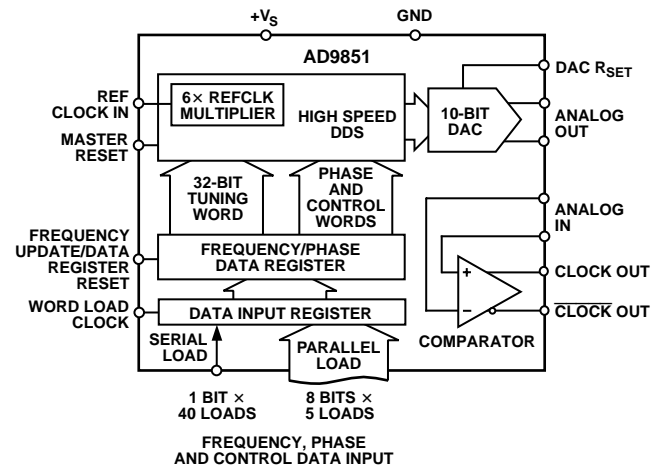 +VS
GND
AD9851
REF
CLOCK IN
MASTER
RESET
FREQUENCY
UPDATE/DATA
REGISTER
RESET
WORD LOAD
CLOCK
6× REFCLK
MULTIPLIER
HIGH SPEED
DDS
32-BIT
TUNING
WORD
PHASE
AND
CONTROL
WORDS
FREQUENCY/PHASE
DATA REGISTER
DATA INPUT REGISTER
SERIAL
LOAD
PARALLEL
LOAD
10-BIT
DAC
DAC RSET
ANALOG
OUT
ANALOG
IN
+
–
CLOCK OUT
CLOCK OUT
COMPARATOR
1 BIT ×
40 LOADS
8 BITS ×
5 LOADS
FREQUENCY, PHASE
AND CONTROL DATA INPUT